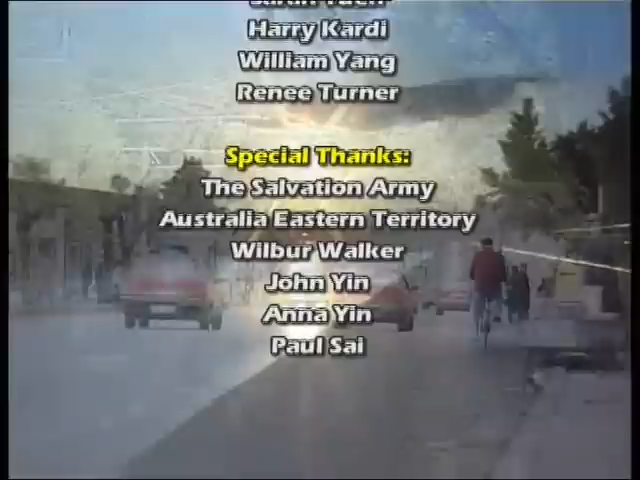 Harry Kardi
William Yang
Renee Turner
Special Thanks:
The Salvation Army
Australia Eastern Territory
Wilbur Walker
John Yin
Anna Yin
Paul Sai